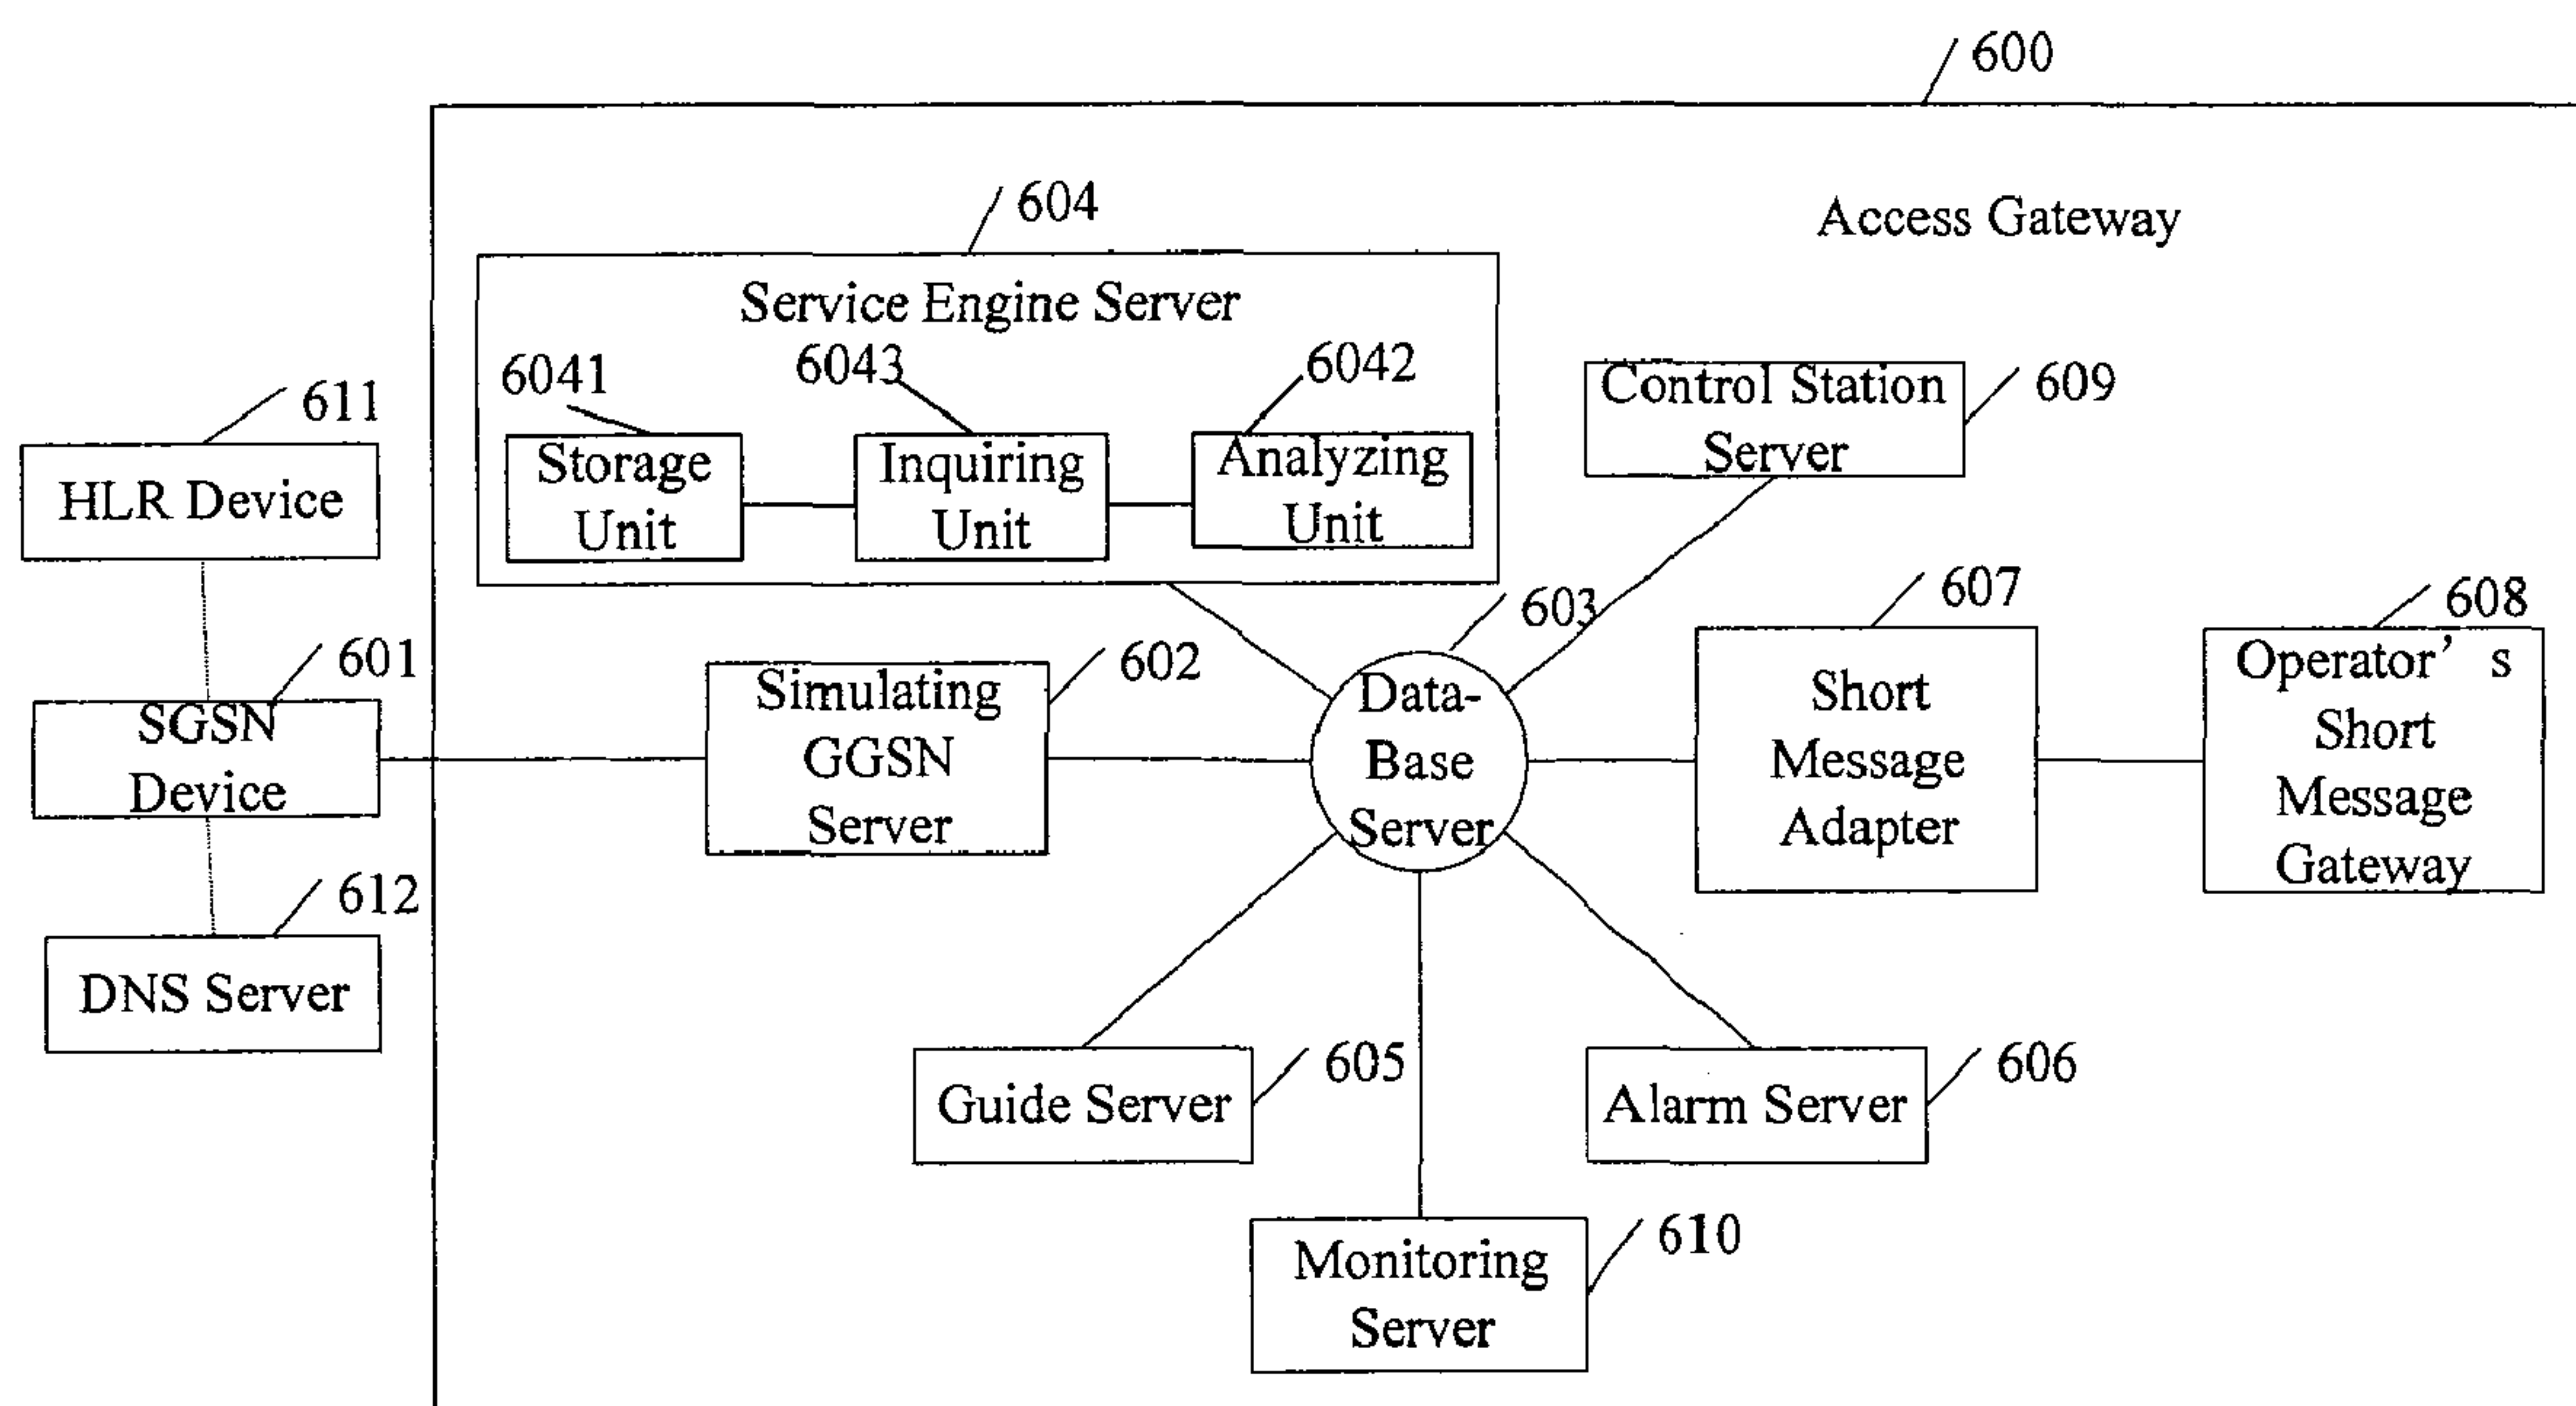 600
Access Gateway
604
Service Engine Server
6041
6043
6042
Storage
Unit
Inquiring
Unit
Analyzing
Unit
Control Station
Server
609
611
HLR Device
601
SGSN
Device
612
DNS Server
Simulating
GGSN
Server
602
603
Data-
Base
Server
607
Short
Message
Adapter
608
Operator’ s
Short
Message
Gateway
Guide Server
605
Alarm Server
606
Monitoring
Server
610